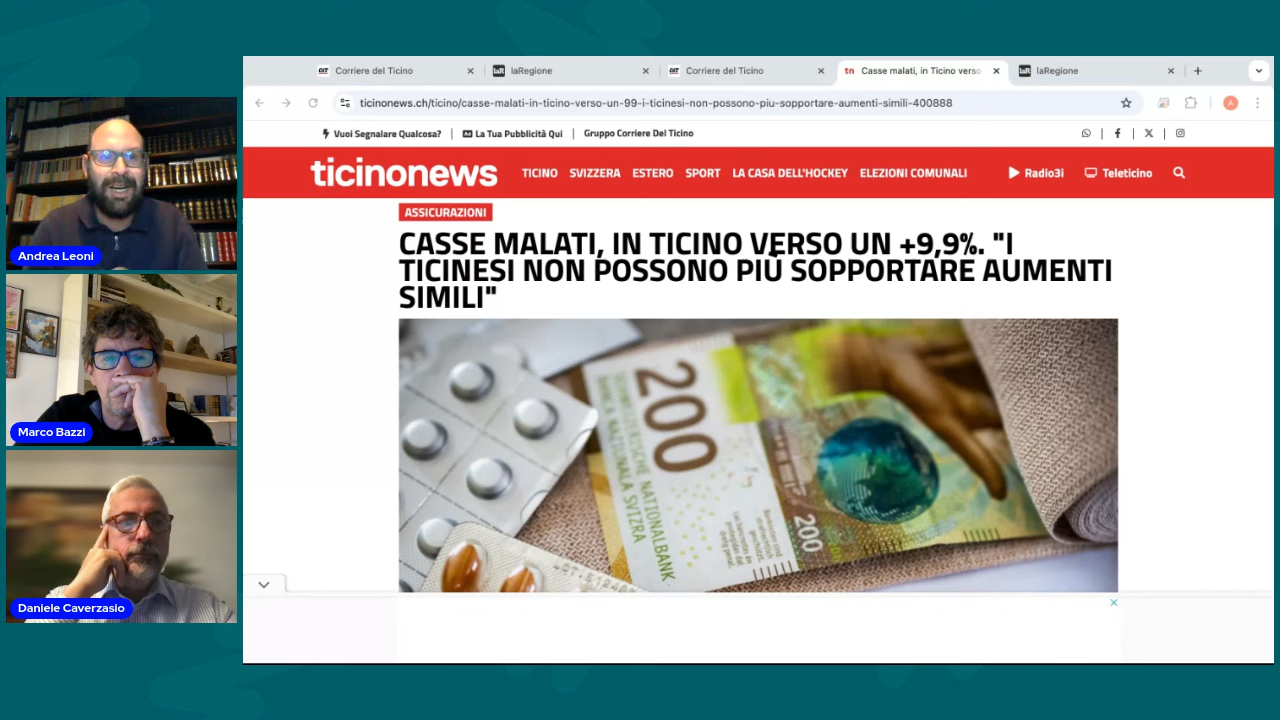 Corriere del Ticino
laRegione
Corriere del Ticino
tn Casse malati, in Ticino verso
laR laRegione
ticinonews.ch/ticino/casse-malati-in-ticino-verso-un-99-i-ticinesi-non-possono-piu-sopportare-aumenti-simili-400888
A
Vuoi Segnalare Qualcosa? | Ad La Tua Pubblicità Qui | Gruppo Corriere Del Ticino
ticinonews
TICINO SVIZZERA ESTERO SPORT LA CASA DELL'HOCKEY ELEZIONI COMUNALI Radio3i Teleticino
ASSICURAZIONI
CASSE MALATI, IN TICINO VERSO UN +9,9%. "I
TICINESI NON POSSONO PIÙ SOPPORTARE AUMENTI
SIMILI"
200
SCHWEIZERISCHE NATIONALBANK
BANCA NAZIUNALA SVIZRA
200
Andrea Leoni
Marco Bazzi
Daniele Caverzasio